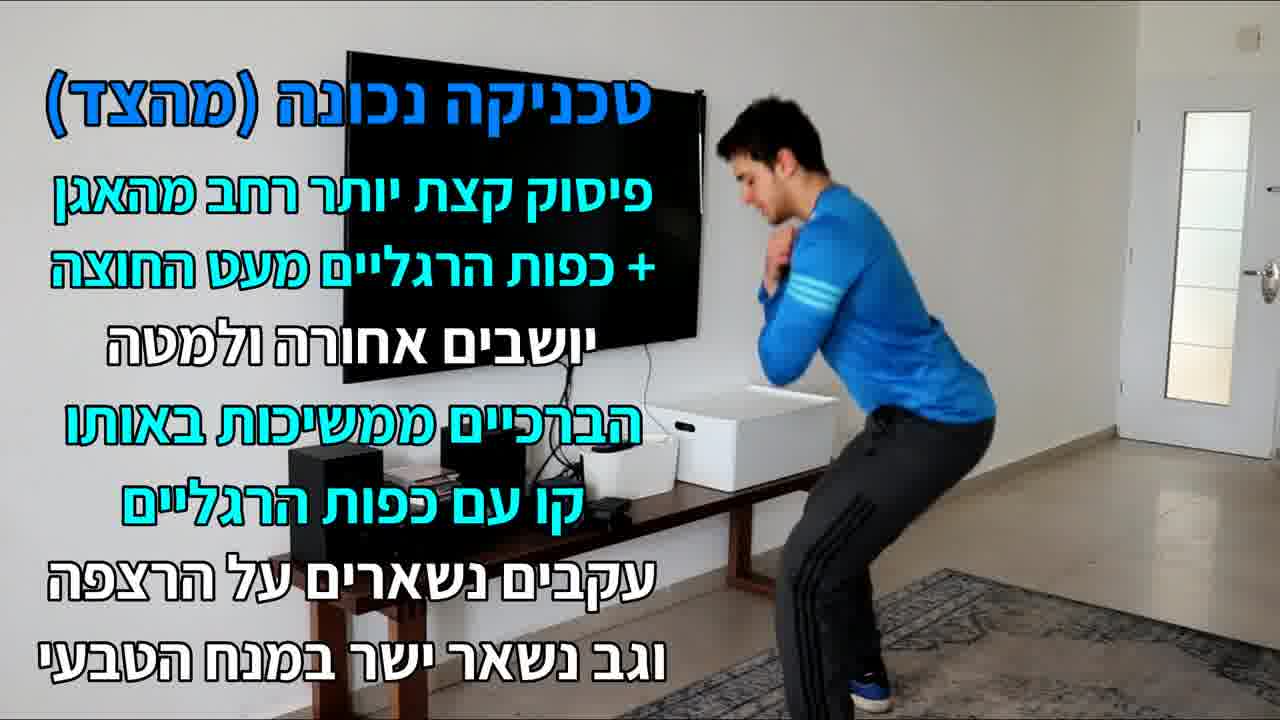 טכניקה נכונה (מהצד)
פיסוק קצת יותר רחב מהאגן
+ כפות הרגליים מעט החוצה
יושבים אחורה ולמטה
הברכיים ממשיכות באותו
קו עם כפות הרגליים
עקבים נשארים על הרצפה
וגב נשאר ישר במנח הטבעי